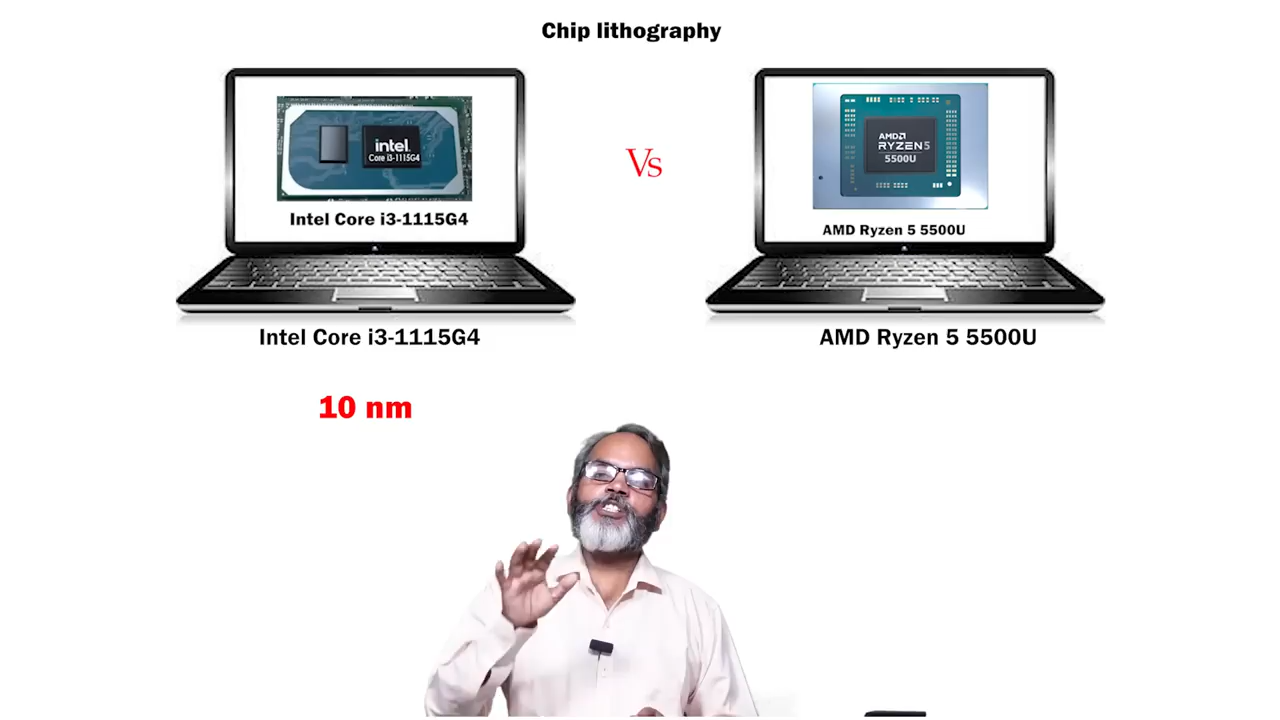 Chip lithography
intel.
Core i3-1115G4
Intel Core i3-1115G4
Vs
AMD
RYZEN 5
5500U
AMD Ryzen 5 5500U
Intel Core i3-1115G4
AMD Ryzen 5 5500U
10 nm